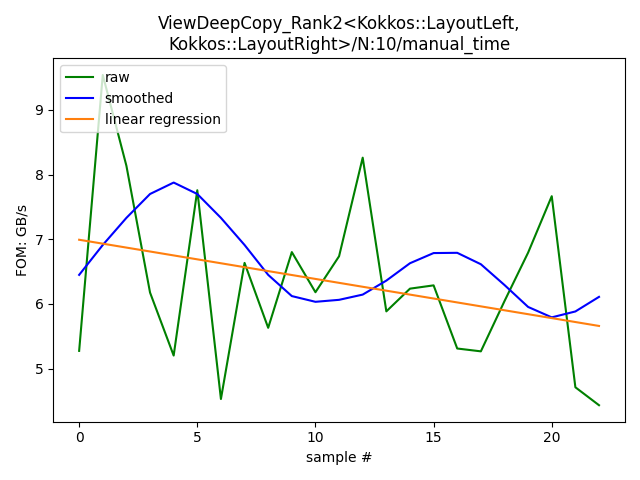 ViewDeepCopy_Rank2<Kokkos::LayoutLeft,
Kokkos::LayoutRight>/N:10/manual_time
raw
smoothed
linear regression
FOM: GB/s
9
8
7
6
5
0 5 10 15 20
sample #